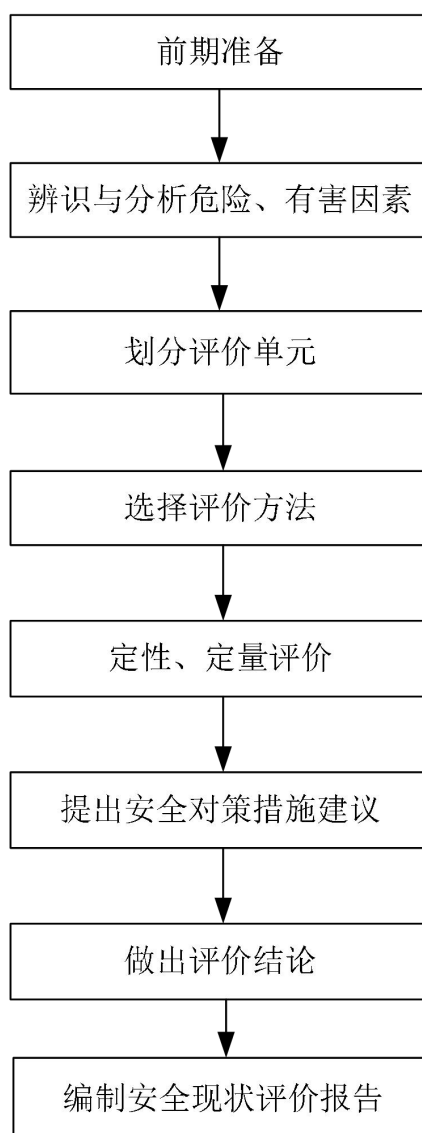 前期准备
辨识与分析危险、有害因素
划分评价单元
选择评价方法
定性、定量评价
提出安全对策措施建议
做出评价结论
编制安全现状评价报告